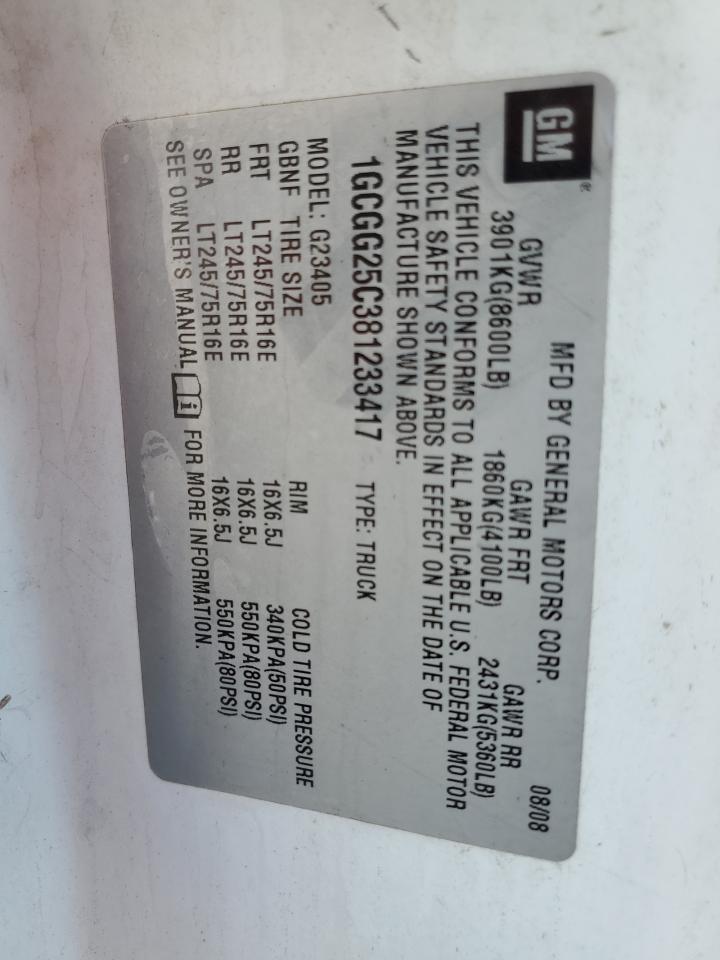 GM®
MFD BY GENERAL MOTORS CORP. 08/08
GVWR GAWR FRT GAWR RR
3901KG(8600LB) 1860KG(4100LB) 2431KG(5360LB)
THIS VEHICLE CONFORMS TO ALL APPLICABLE U.S. FEDERAL MOTOR
VEHICLE SAFETY STANDARDS IN EFFECT ON THE DATE OF
MANUFACTURE SHOWN ABOVE.
1GCGG25C381233417 TYPE: TRUCK
MODEL: G23405
GBNF TIRE SIZE RIM COLD TIRE PRESSURE
FRT LT245/75R16E 16X6.5J 340KPA(50PSI)
RR LT245/75R16E 16X6.5J 550KPA(80PSI)
SPA LT245/75R16E 16X6.5J 550KPA(80PSI)
SEE OWNER'S MANUAL i FOR MORE INFORMATION.